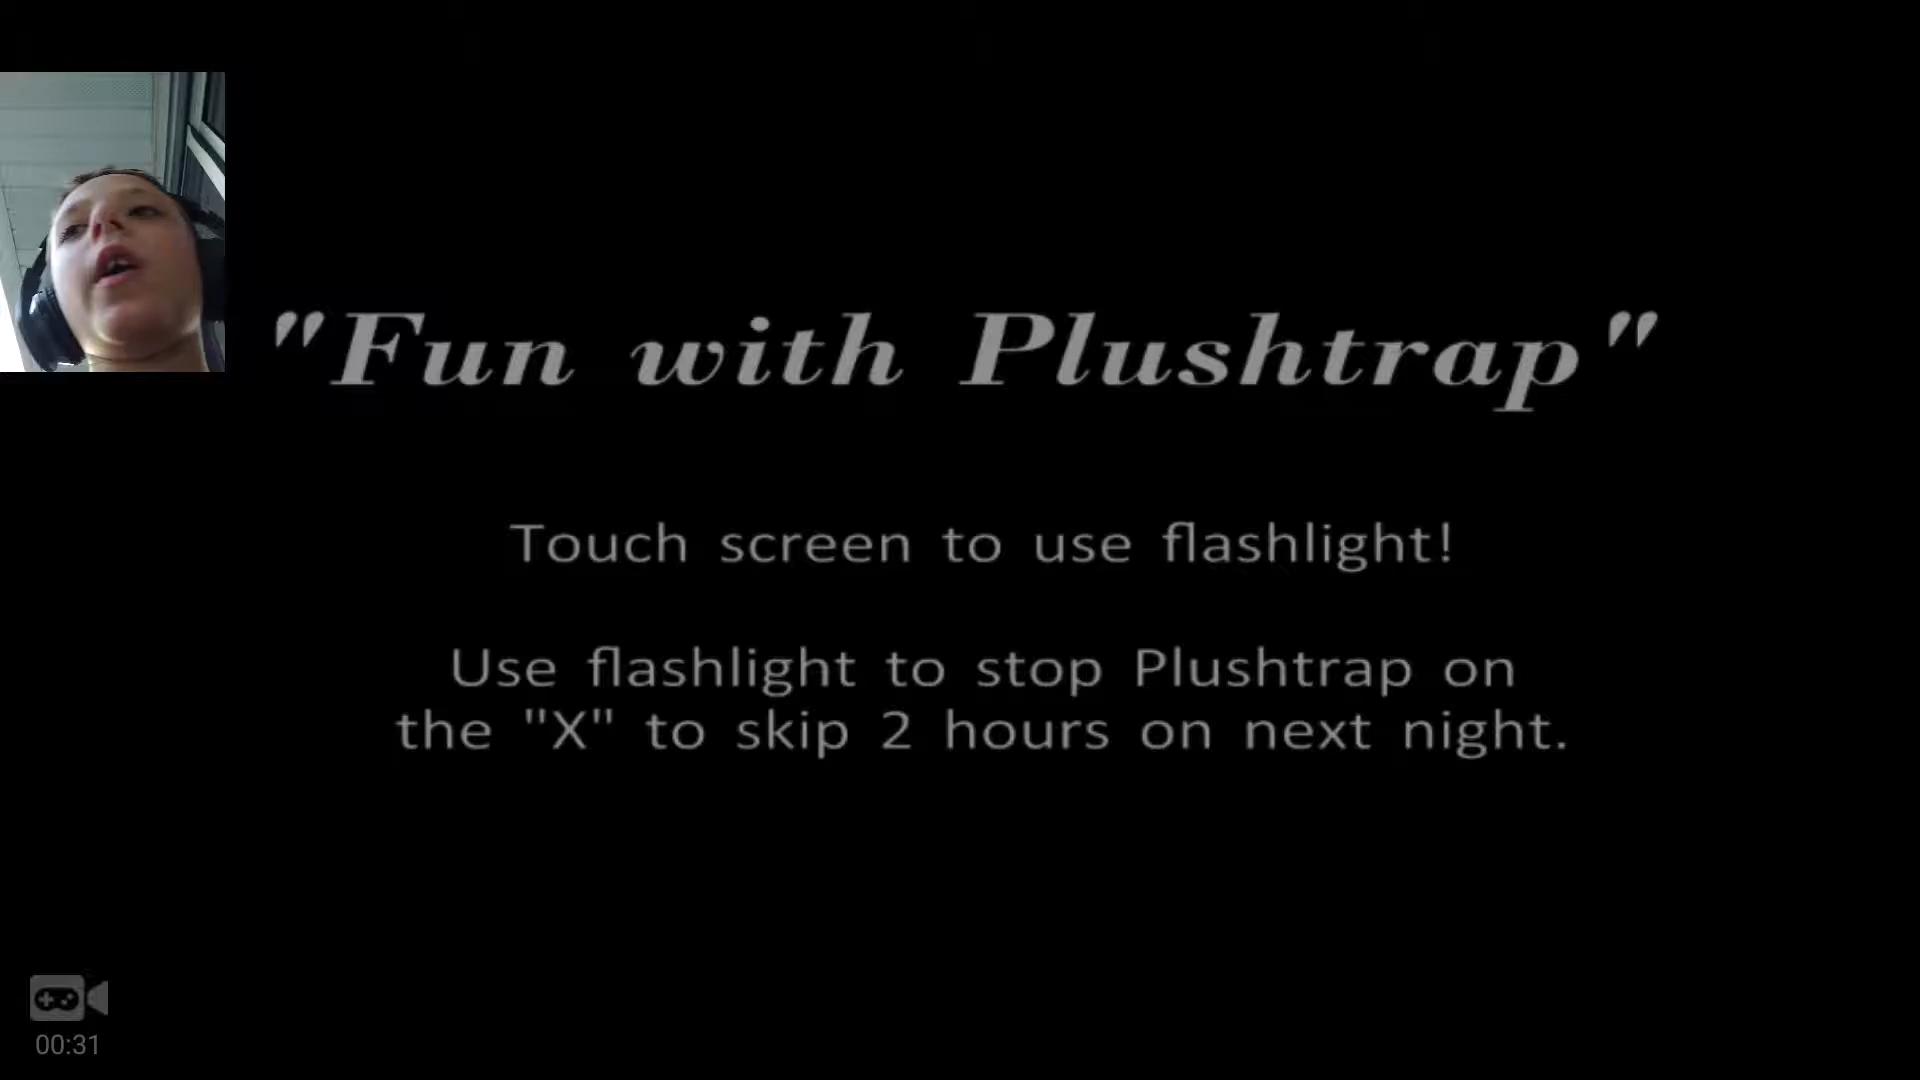 "Fun with Plushtrap"
Touch screen to use flashlight!
Use flashlight to stop Plushtrap on
the "X" to skip 2 hours on next night.
00:31